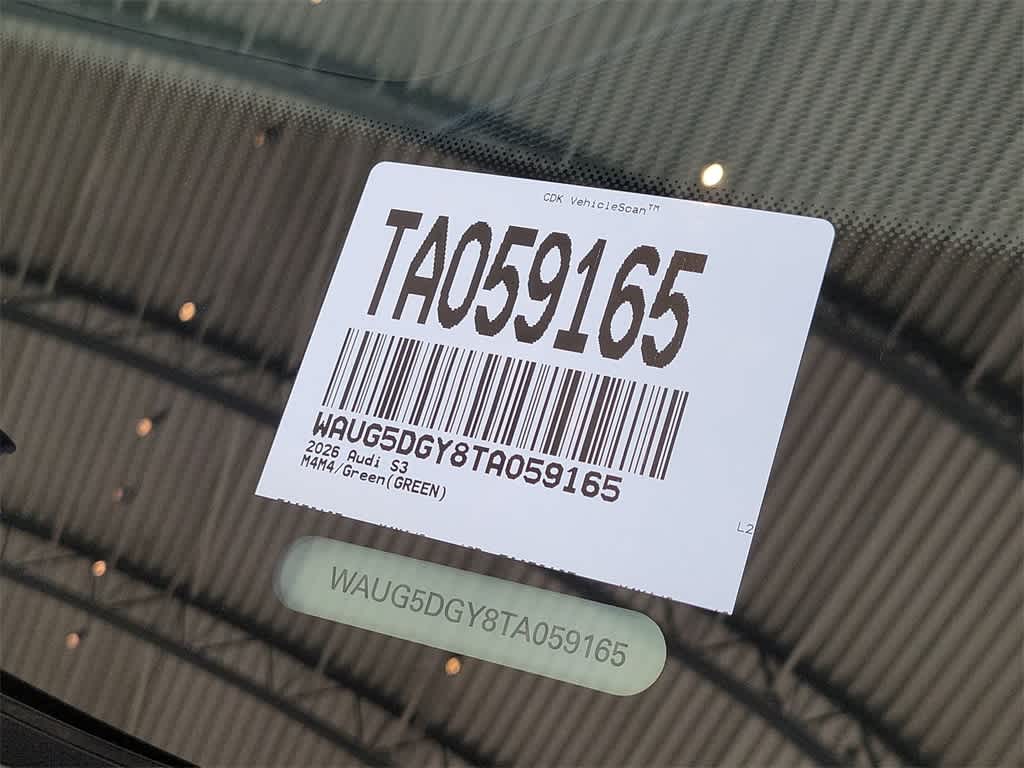 CDK VehicleScan™
TA059165
WAUG5DGY8TA059165
2026 Audi S3
M4M4/Green(GREEN)
L2
WAUG5DGY8TA059165